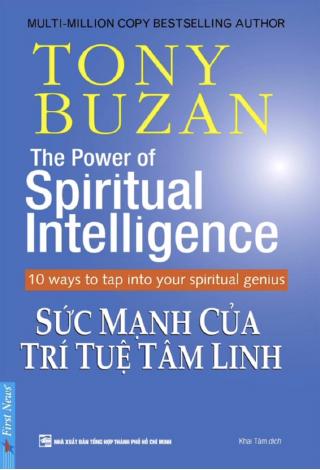 MULTI-MILLION COPY BESTSELLING AUTHOR
TONY
BUZAN
The Power of
Spiritual
Intelligence
10 ways to tap into your spiritual genius
SỨC MẠNH CỦA
TRÍ TUỆ TÂM LINH
First News
NHÀ XUẤT BẢN TỔNG HỢP THÀNH PHỐ HỒ CHÍ MINH
Khai Tâm dịch